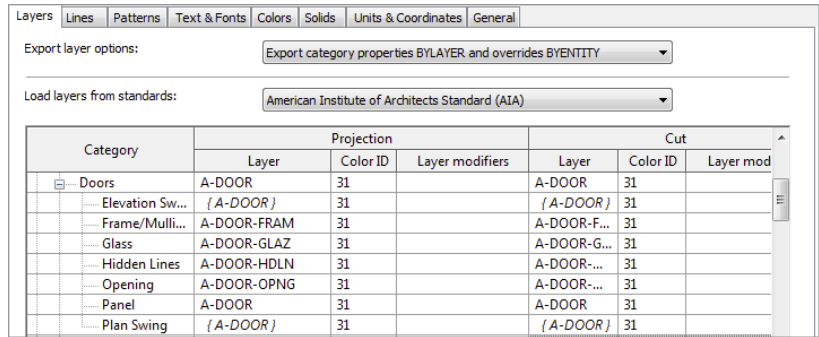 Layers Lines Patterns Text & Fonts Colors Solids Units & Coordinates General
Export layer options: Export category properties BYLAYER and overrides BYENTITY
Load layers from standards: American Institute of Architects Standard (AIA)
Category Projection Cut
Layer Color ID Layer modifiers Layer Color ID Layer mod
Doors A-DOOR 31 A-DOOR 31
Elevation Sw... { A-DOOR } 31 { A-DOOR } 31
Frame/Mulli... A-DOOR-FRAM 31 A-DOOR-F... 31
Glass A-DOOR-GLAZ 31 A-DOOR-G... 31
Hidden Lines A-DOOR-HDLN 31 A-DOOR-... 31
Opening A-DOOR-OPNG 31 A-DOOR-... 31
Panel A-DOOR 31 A-DOOR 31
Plan Swing { A-DOOR } 31 { A-DOOR } 31